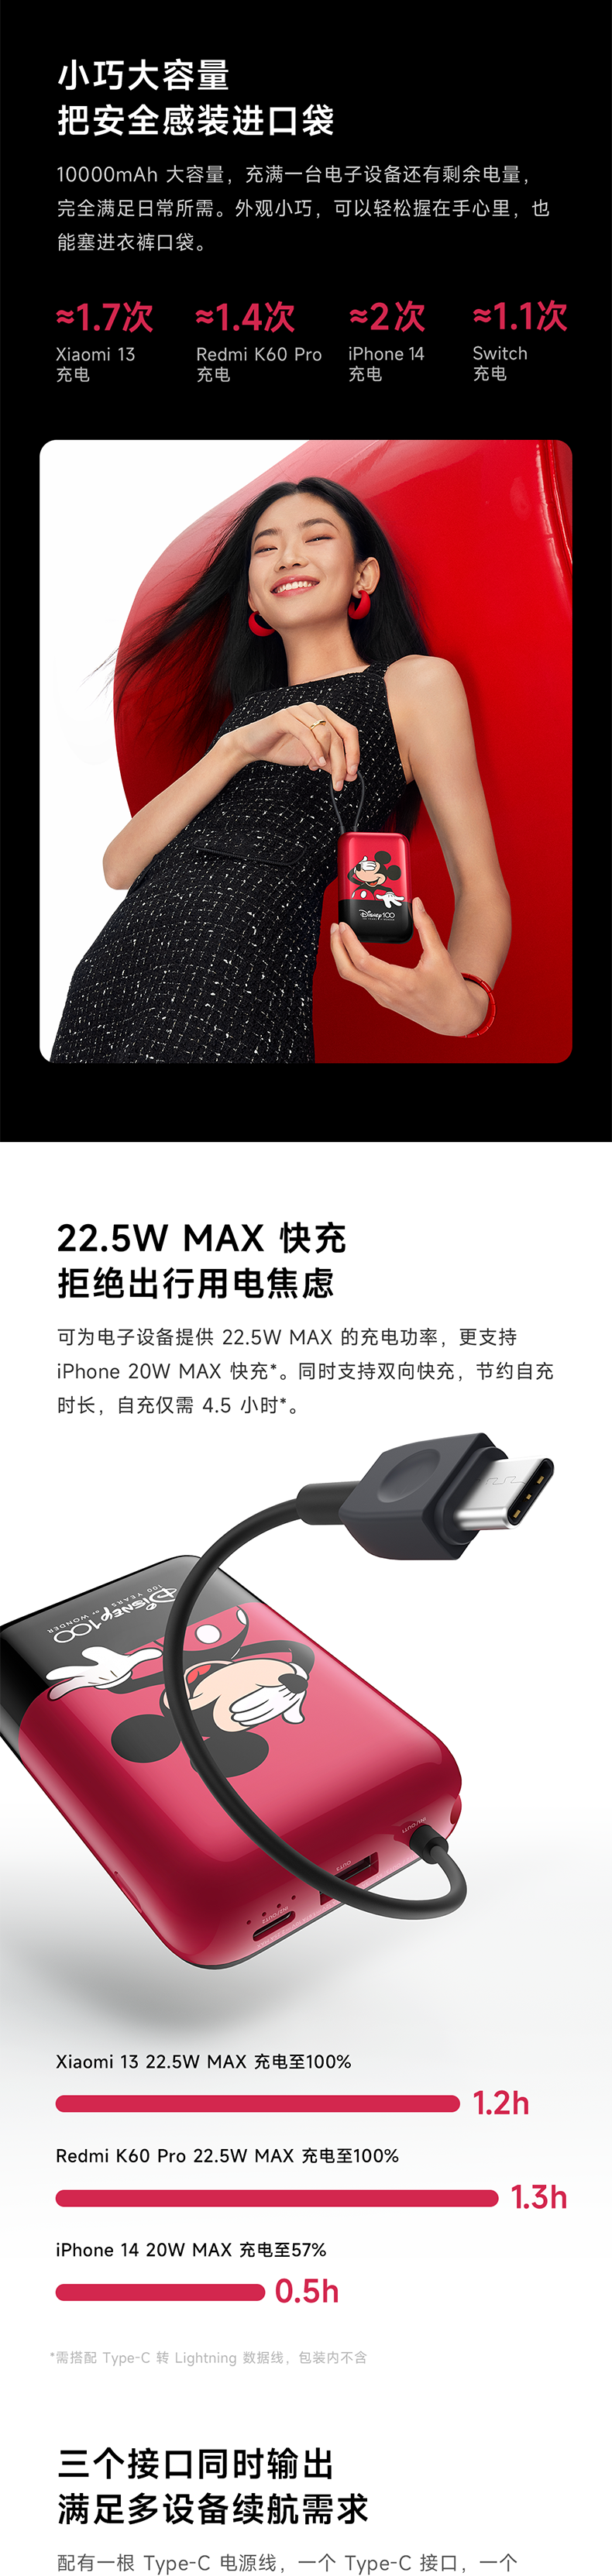 小巧大容量
把安全感装进口袋
10000mAh 大容量，充满一台电子设备还有剩余电量，
完全满足日常所需。外观小巧，可以轻松握在手心里，也
能塞进衣裤口袋。
≈1.7次 ≈1.4次 ≈2次 ≈1.1次
Xiaomi 13 Redmi K60 Pro iPhone 14 Switch
充电 充电 充电 充电
Disney100
22.5W MAX 快充
拒绝出行用电焦虑
可为电子设备提供 22.5W MAX 的充电功率，更支持
iPhone 20W MAX 快充*。同时支持双向快充，节约自充
时长，自充仅需 4.5 小时*。
Disney100
100 YEARS of WONDER
Xiaomi 13 22.5W MAX 充电至100%
1.2h
Redmi K60 Pro 22.5W MAX 充电至100%
1.3h
iPhone 14 20W MAX 充电至57%
0.5h
*需搭配 Type-C 转 Lightning 数据线，包装内不含
三个接口同时输出
满足多设备续航需求
配有一根 Type-C 电源线，一个 Type-C 接口，一个